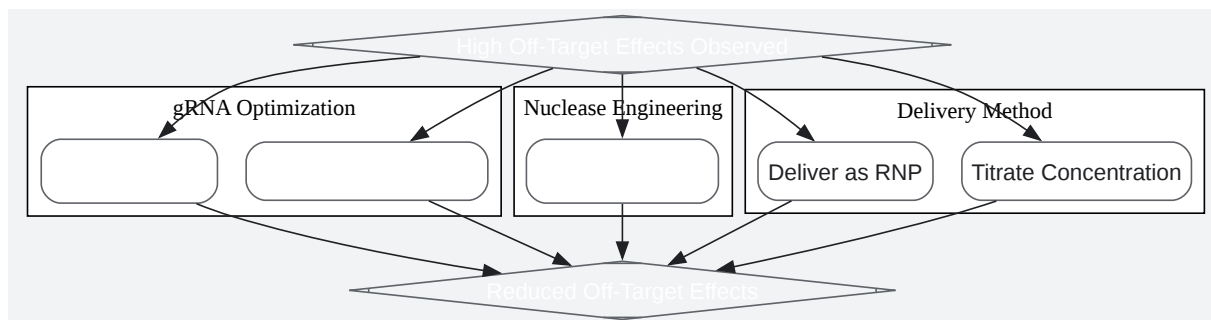 High Off-Target Effects Observed
gRNA Optimization
Nuclease Engineering
Delivery Method
Deliver as RNP
Titrate Concentration
Reduced Off-Target Effects